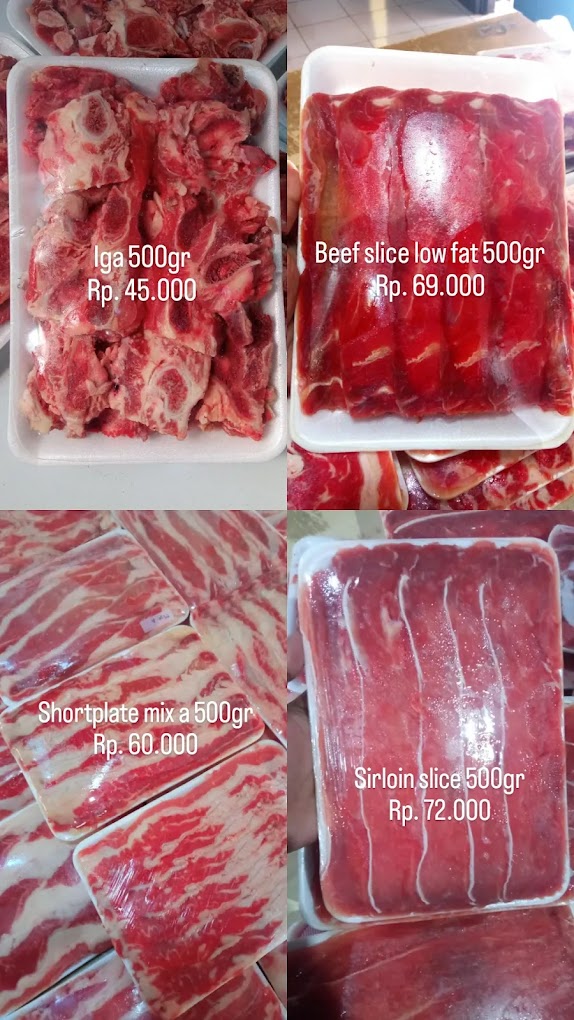 Iga 500gr
Rp. 45.000
Beef slice low fat 500gr
Rp. 69.000
Shortplate mix a 500gr
Rp. 60.000
Sirloin slice 500gr
Rp. 72.000